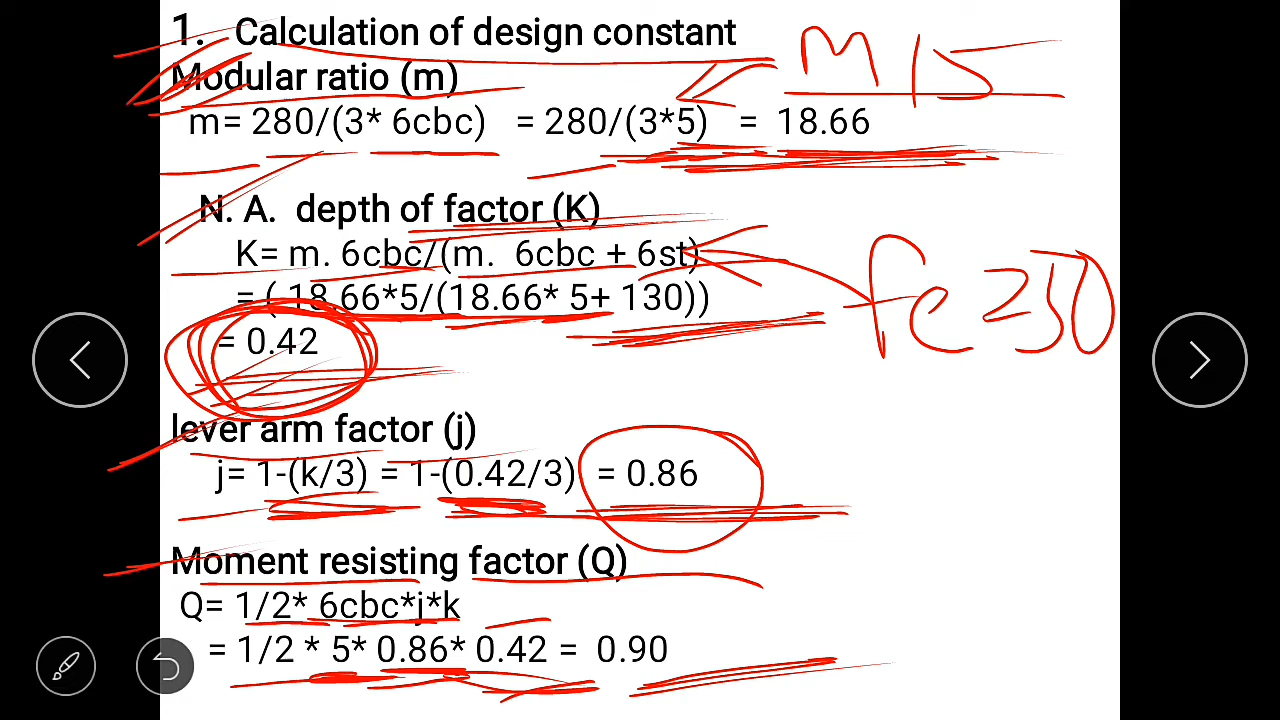 1. Calculation of design constant
M15
Modular ratio (m)
m= 280/(3* 6cbc) = 280/(3*5) = 18.66
N. A. depth of factor (K)
K= m. 6cbc/(m. 6cbc + 6st)
= ( 18.66*5/(18.66* 5+ 130))
= 0.42
fe 250
lever arm factor (j)
j= 1-(k/3) = 1-(0.42/3) = 0.86
Moment resisting factor (Q)
Q= 1/2* 6cbc*j*k
= 1/2 * 5* 0.86* 0.42 = 0.90